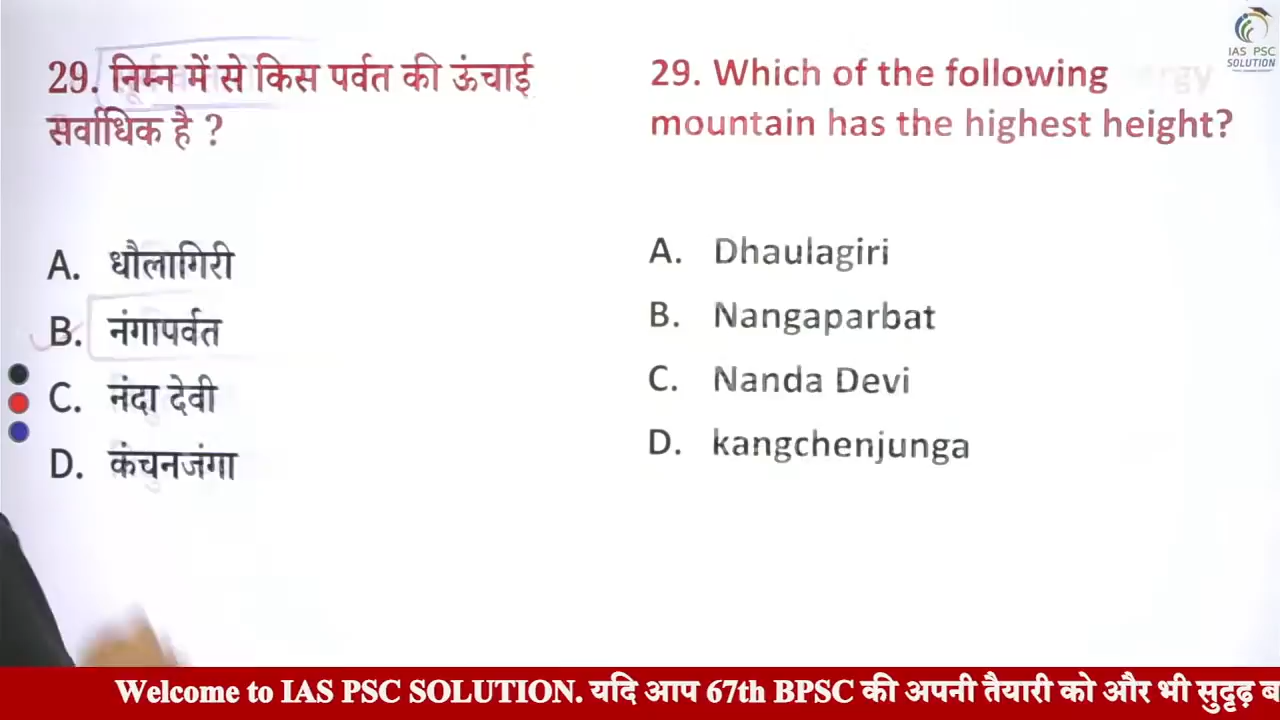 IAS PSC
SOLUTION
29. निम्न में से किस पर्वत की ऊंचाई
सर्वाधिक है ?
A. धौलागिरी
B. नंगापर्वत
C. नंदा देवी
D. कंचनजंगा
29. Which of the following
mountain has the highest height?
A. Dhaulagiri
B. Nangaparbat
C. Nanda Devi
D. kangchenjunga
Welcome to IAS PSC SOLUTION. यदि आप 67th BPSC की अपनी तैयारी को और भी सुदृढ़